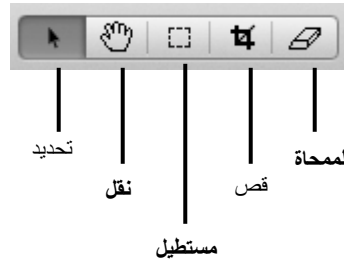 تحديد
نقل
مستطيل
قص
لممحاة